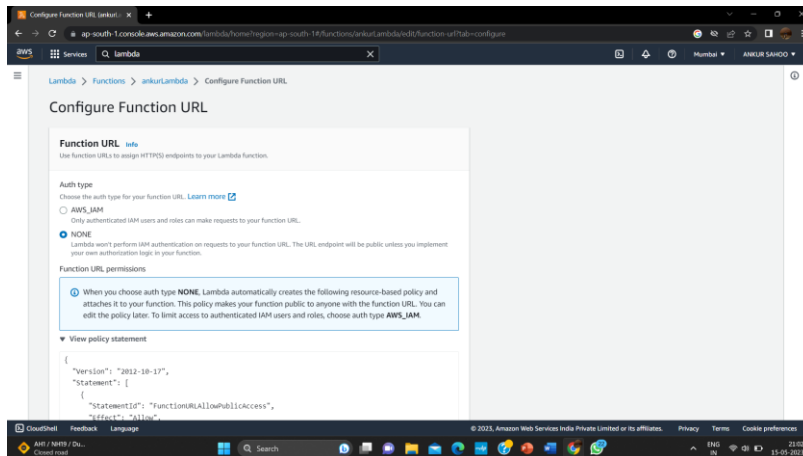 Configure Function URL (ankurL
ap-south-1.console.aws.amazon.com/lambda/home?region=ap-south-1#/functions/ankurLambda/edit/function-url?tab=configure
aws Services lambda Mumbai ANKUR SAHOO
Lambda > Functions > ankurLambda > Configure Function URL
Configure Function URL
Function URL Info
Use function URLs to assign HTTP(S) endpoints to your Lambda function.
Auth type
Choose the auth type for your function URL. Learn more
AWS_IAM
Only authenticated IAM users and roles can make requests to your function URL.
NONE
Lambda won't perform IAM authentication on requests to your function URL. The URL endpoint will be public unless you implement
your own authorization logic in your function.
Function URL permissions
When you choose auth type NONE, Lambda automatically creates the following resource-based policy and
attaches it to your function. This policy makes your function public to anyone with the function URL. You can
edit the policy later. To limit access to authenticated IAM users and roles, choose auth type AWS_IAM.
View policy statement
{
"Version": "2012-10-17",
"Statement": [
{
"StatementId": "FunctionURLAllowPublicAccess",
"Effect": "Allow",
CloudShell Feedback Language © 2023, Amazon Web Services India Private Limited or its affiliates. Privacy Terms Cookie preferences
AH1 / NH19 / Du...
Closed road
Search
ENG
IN
21:02
15-05-2023